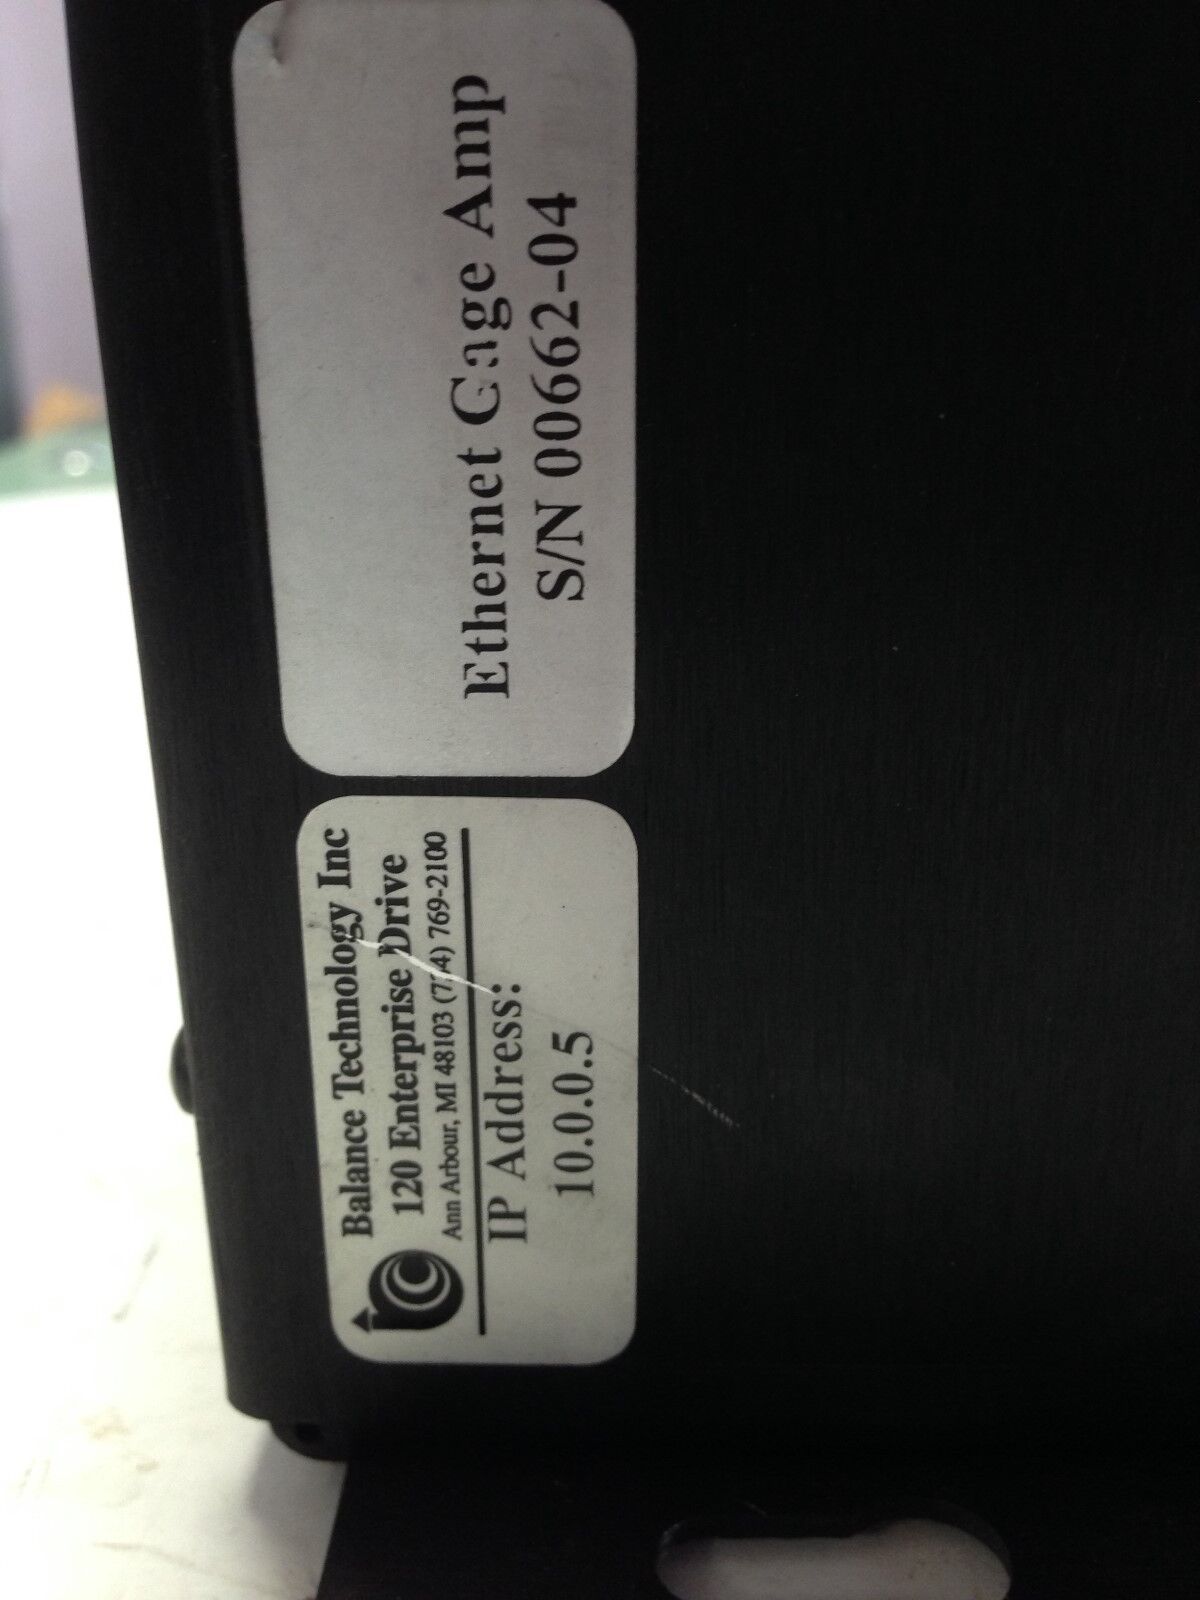 Balance Technology Inc
120 Enterprise Drive
Ann Arbour, MI 48103 (734) 769-2100
IP Address:
10.0.0.5
Ethernet Gage Amp
S/N 00662-04